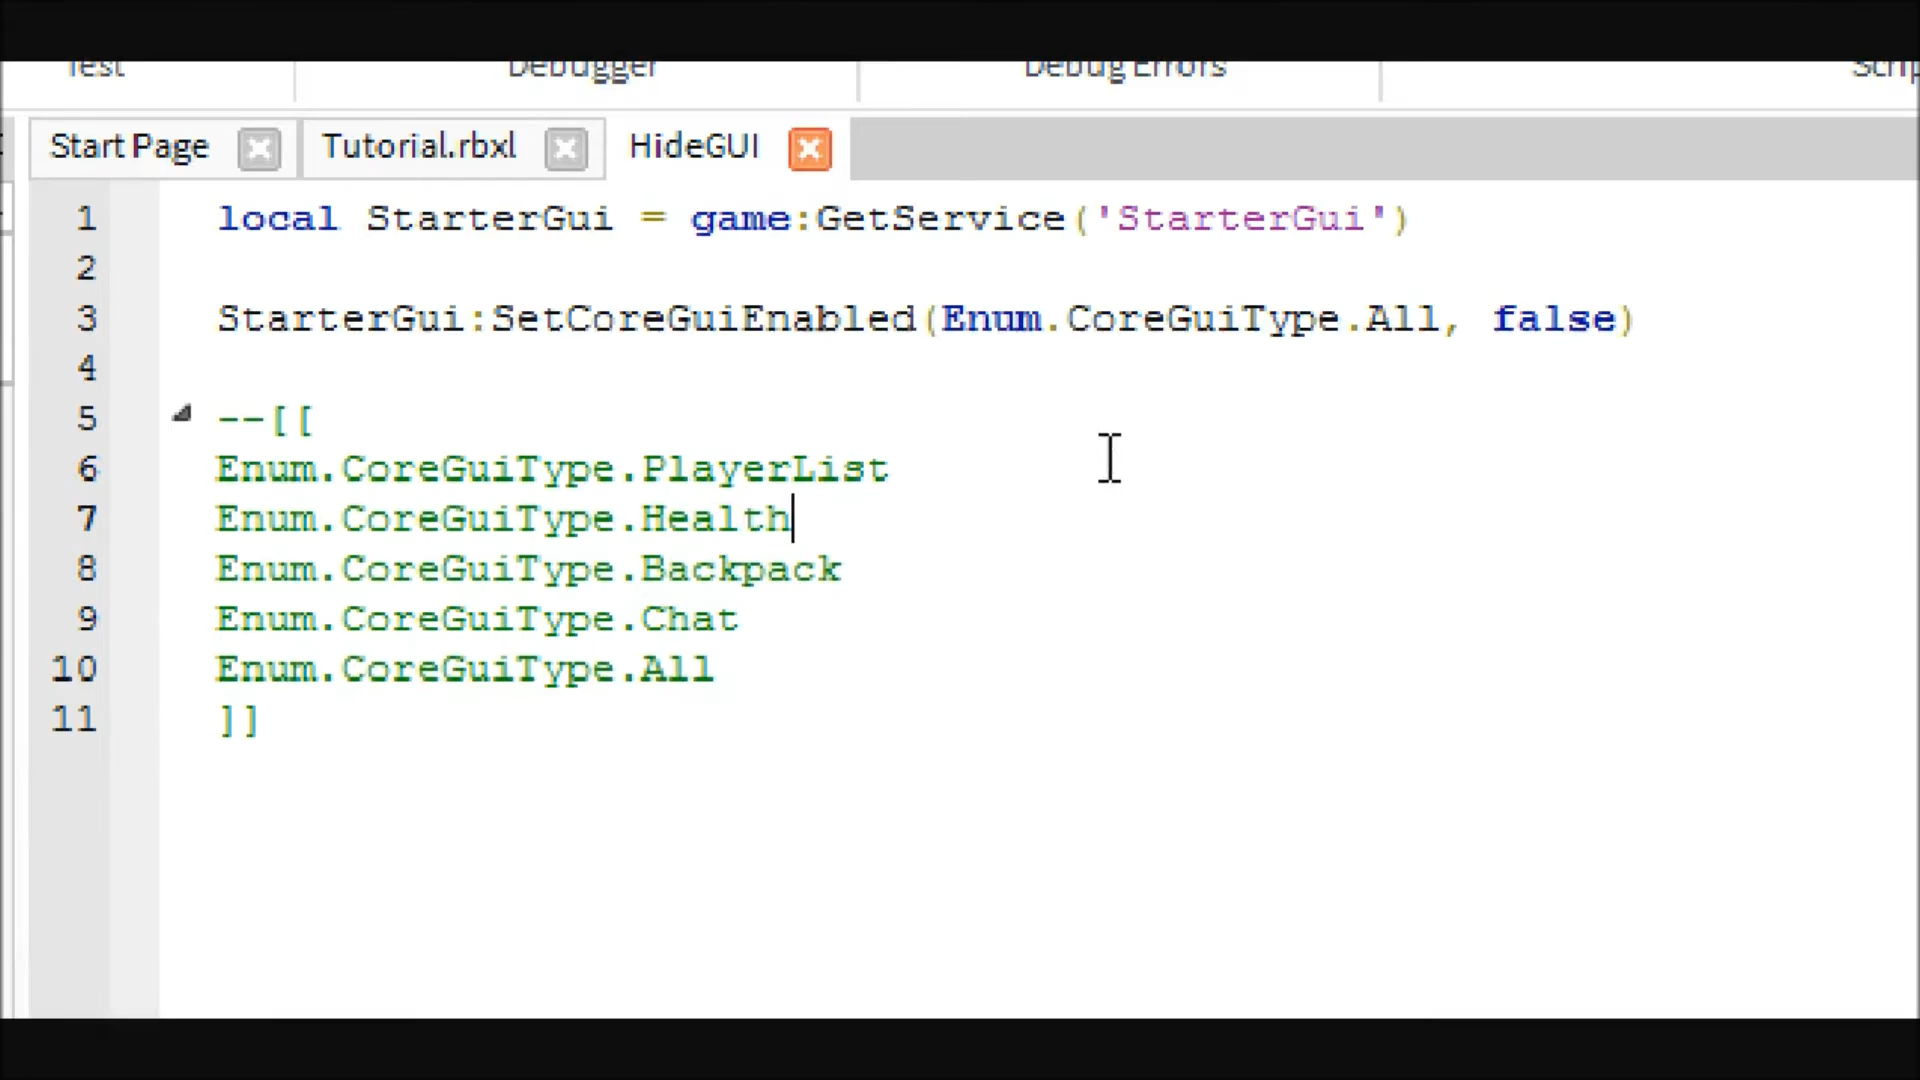 Test Debugger Debug Errors
Start Page Tutorial.rbxl HideGUI
1 local StarterGui = game:GetService('StarterGui')
2
3 StarterGui:SetCoreGuiEnabled(Enum.CoreGuiType.All, false)
4
5 --[[
6 Enum.CoreGuiType.PlayerList
7 Enum.CoreGuiType.Health
8 Enum.CoreGuiType.Backpack
9 Enum.CoreGuiType.Chat
10 Enum.CoreGuiType.All
11 ]]